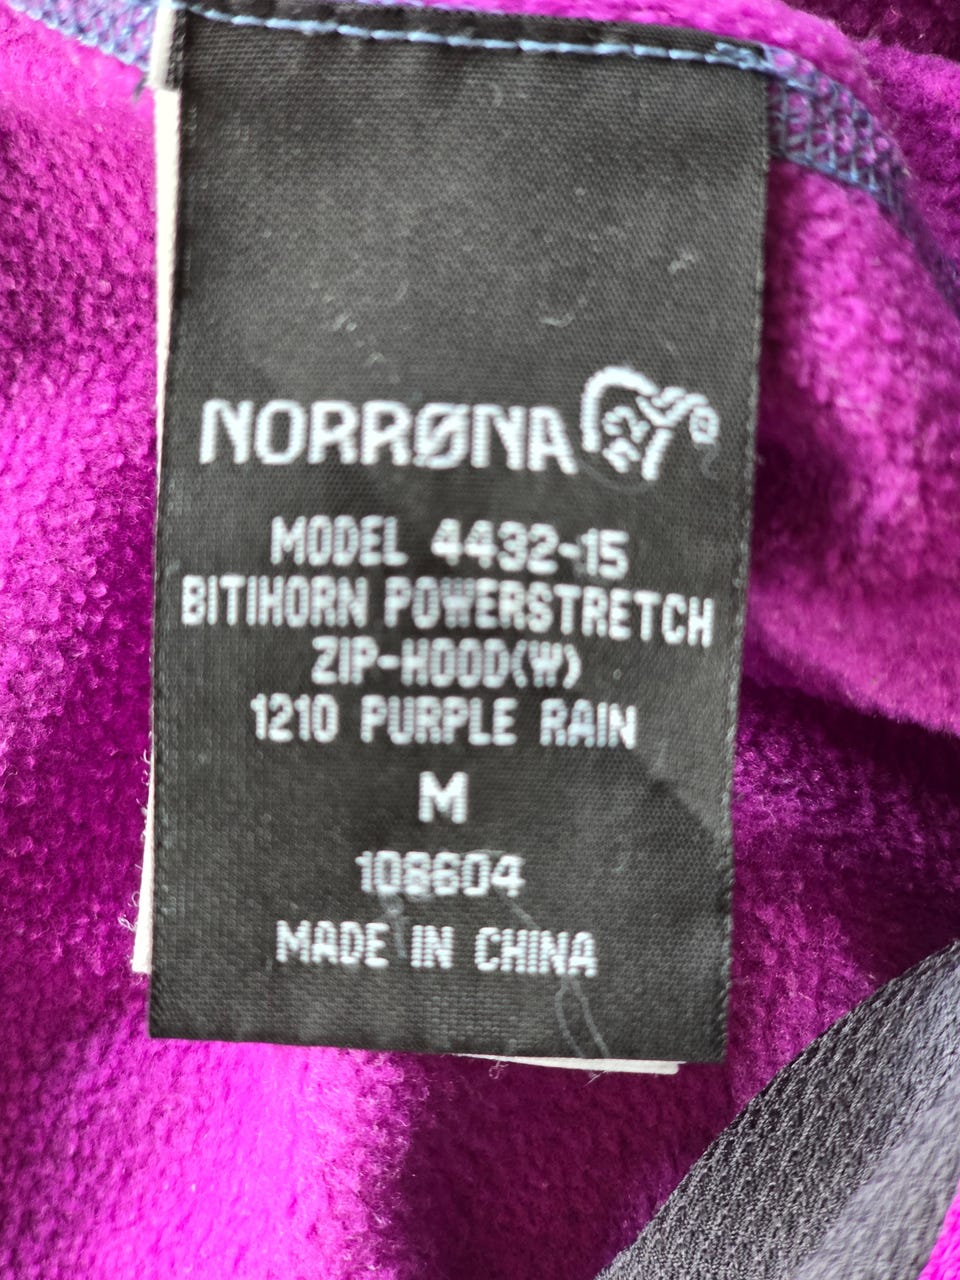 NORRØNA
MODEL 4432-15
BITIHORN POWERSTRETCH
ZIP-HOOD(W)
1210 PURPLE RAIN
M
108604
MADE IN CHINA